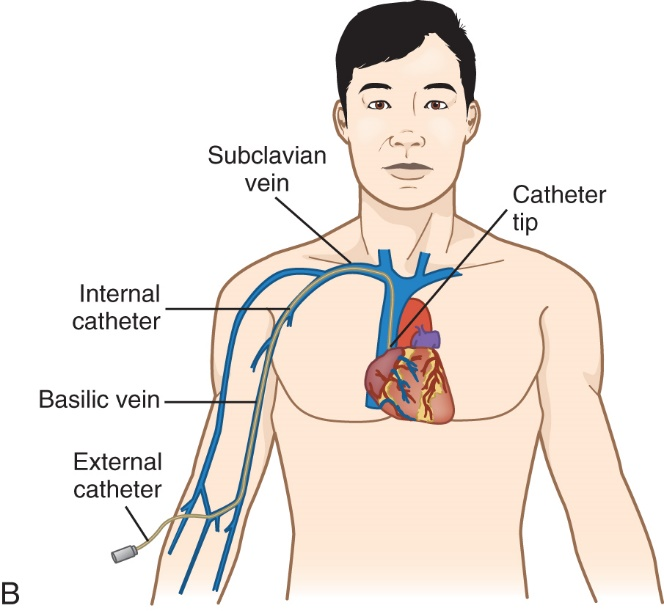 Subclavian
vein
Catheter
tip
Internal
catheter
Basilic vein
External
catheter
B